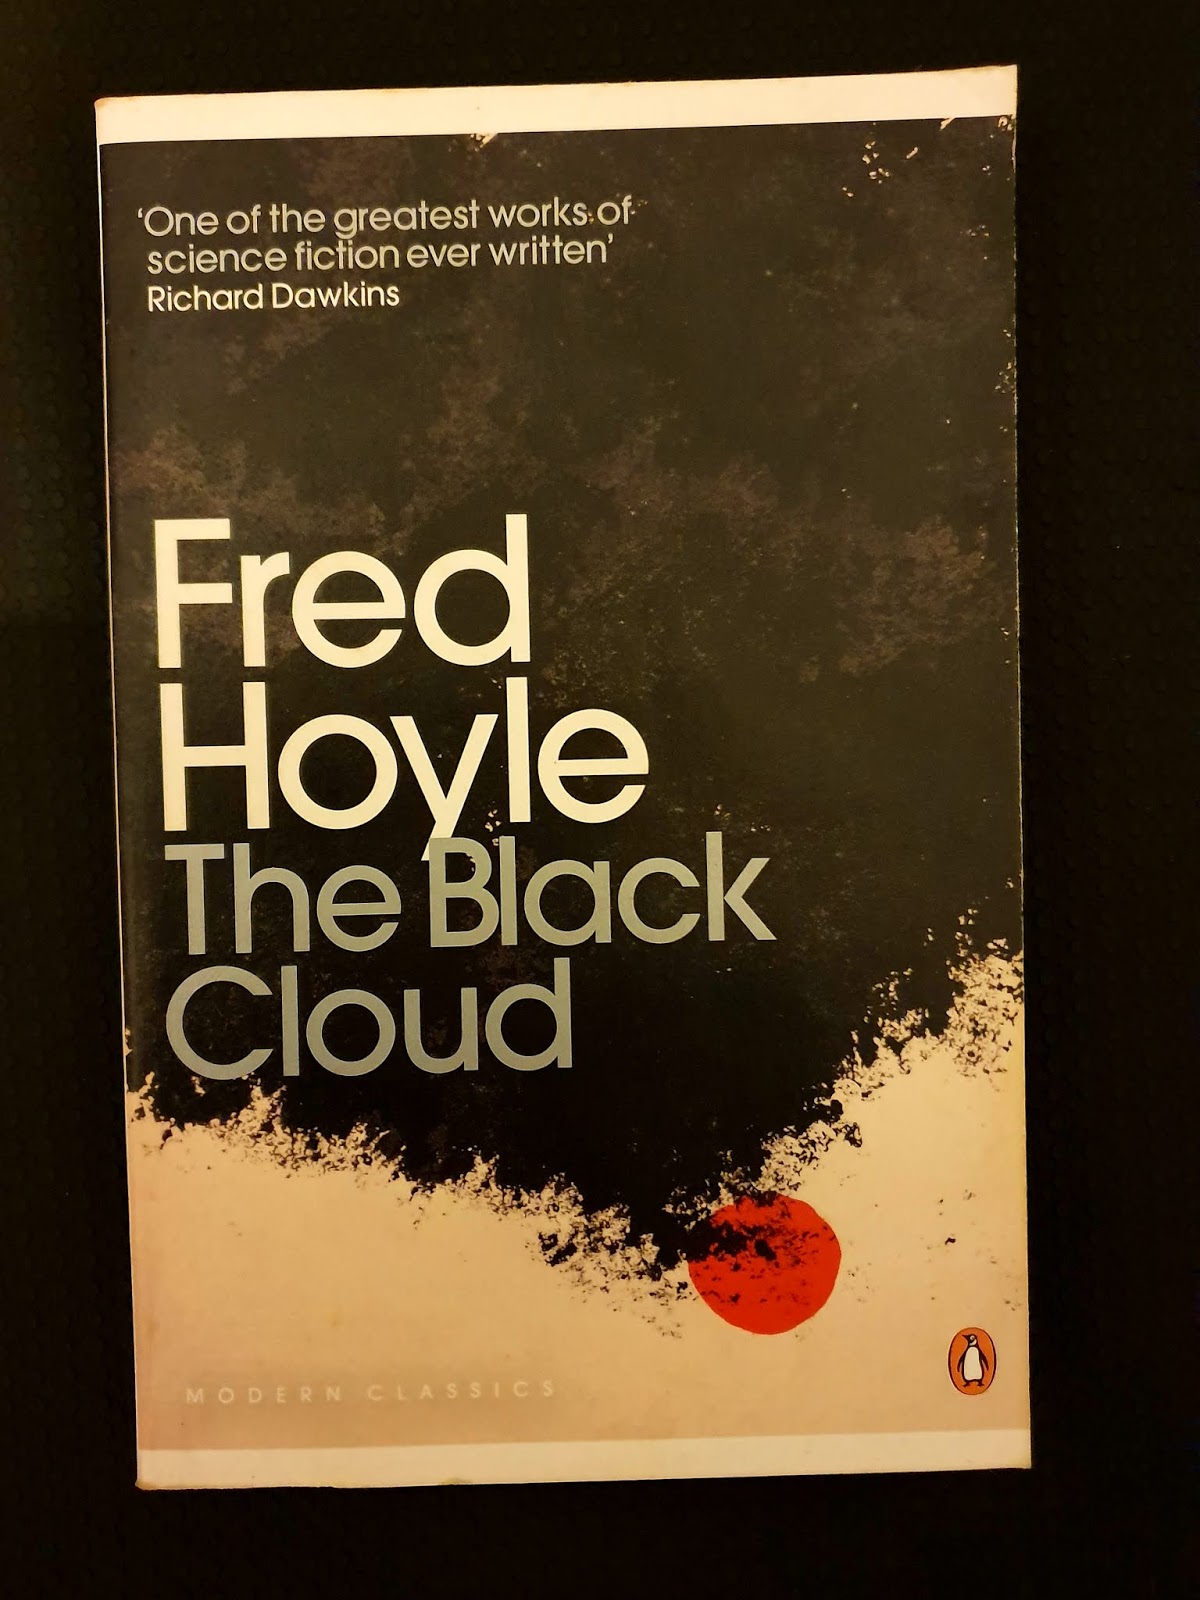 ‘One of the greatest works of
science fiction ever written’
Richard Dawkins
Fred
Hoyle
The Black
Cloud
MODERN CLASSICS